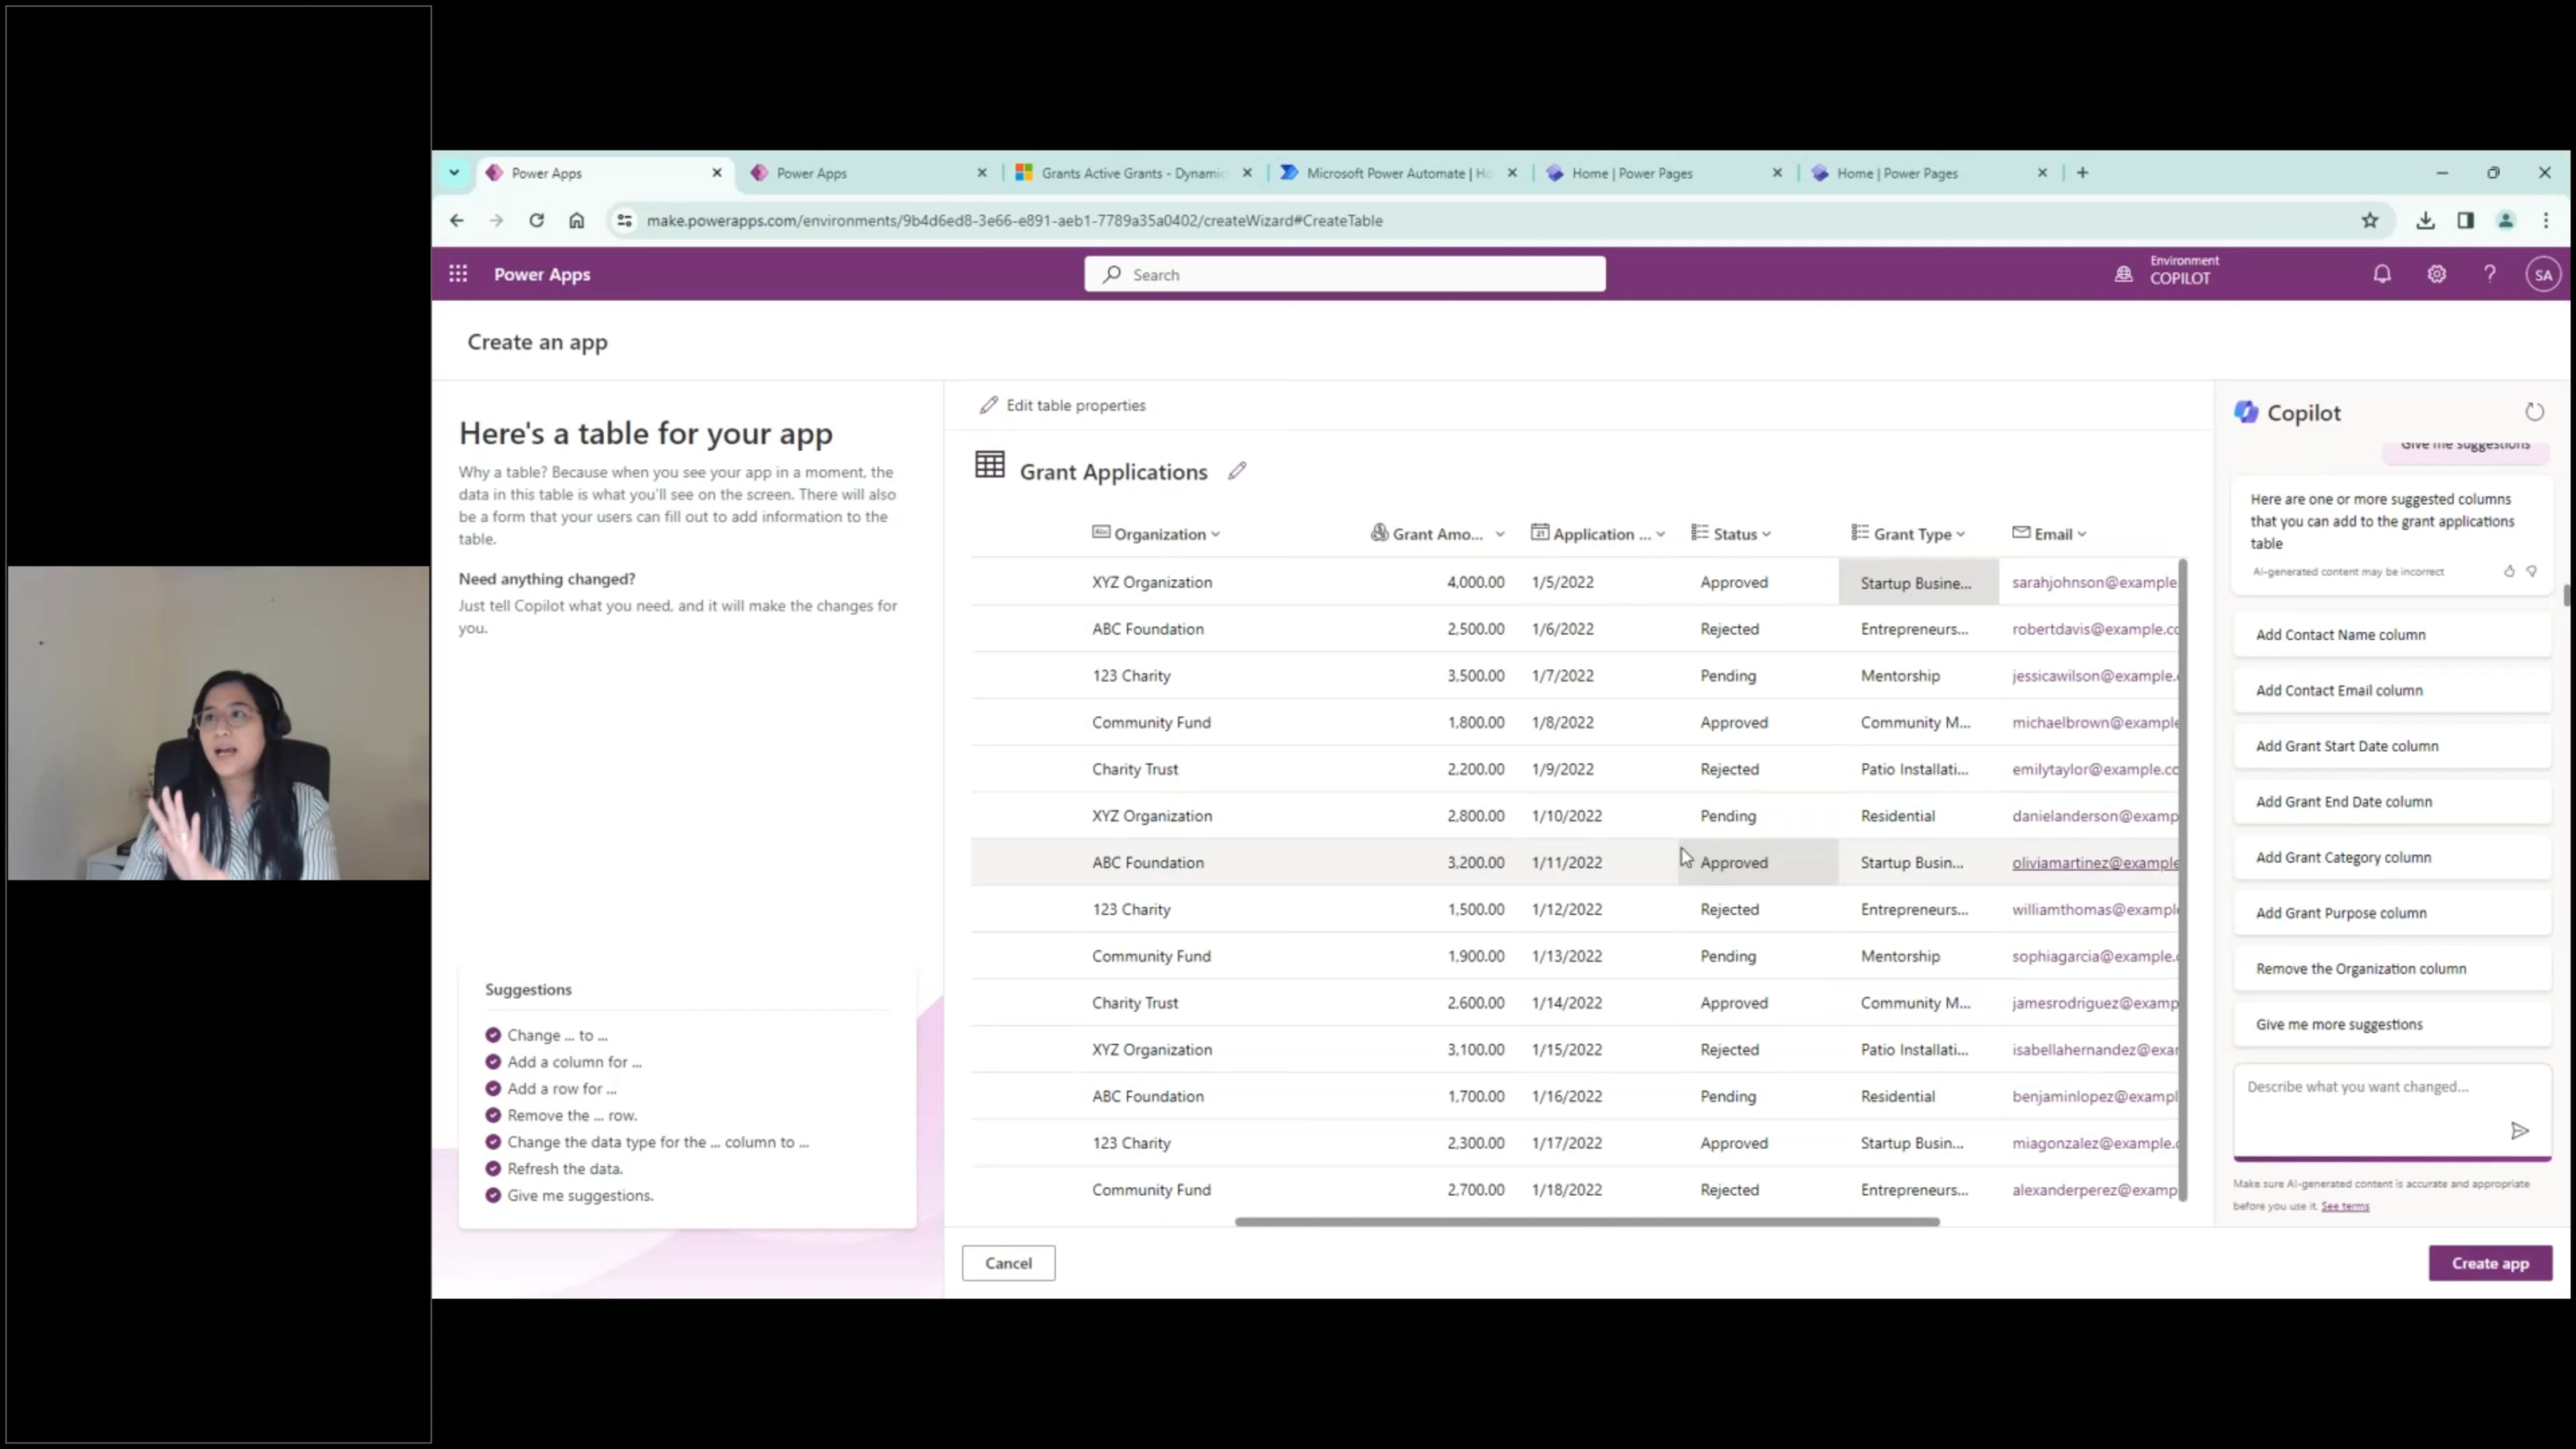 Power Apps
Power Apps
Grants Active Grants - Dynamic
Microsoft Power Automate | Ho
Home | Power Pages
Home | Power Pages
make.powerapps.com/environments/9b4d6ed8-3e66-e891-aeb1-7789a35a0402/createWizard#CreateTable
Power Apps
Search
Environment
COPILOT
SA
Create an app
Here's a table for your app
Why a table? Because when you see your app in a moment, the
data in this table is what you'll see on the screen. There will also
be a form that your users can fill out to add information to the
table.
Need anything changed?
Just tell Copilot what you need, and it will make the changes for
you.
Suggestions
Change ... to ...
Add a column for ...
Add a row for ...
Remove the ... row.
Change the data type for the ... column to ...
Refresh the data.
Give me suggestions.
Edit table properties
Grant Applications
Organization Grant Amo... Application ... Status Grant Type Email
XYZ Organization 4,000.00 1/5/2022 Approved Startup Busine... sarahjohnson@example
ABC Foundation 2,500.00 1/6/2022 Rejected Entrepreneurs... robertdavis@example.cc
123 Charity 3,500.00 1/7/2022 Pending Mentorship jessicawilson@example.
Community Fund 1,800.00 1/8/2022 Approved Community M... michaelbrown@example
Charity Trust 2,200.00 1/9/2022 Rejected Patio Installati... emilytaylor@example.cc
XYZ Organization 2,800.00 1/10/2022 Pending Residential danielanderson@examp
ABC Foundation 3,200.00 1/11/2022 Approved Startup Busin... oliviamartinez@example
123 Charity 1,500.00 1/12/2022 Rejected Entrepreneurs... williamthomas@exampl
Community Fund 1,900.00 1/13/2022 Pending Mentorship sophiagarcia@example.
Charity Trust 2,600.00 1/14/2022 Approved Community M... jamesrodriguez@examp
XYZ Organization 3,100.00 1/15/2022 Rejected Patio Installati... isabellahernandez@exa
ABC Foundation 1,700.00 1/16/2022 Pending Residential benjaminlopez@exampl
123 Charity 2,300.00 1/17/2022 Approved Startup Busin... miagonzalez@example.
Community Fund 2,700.00 1/18/2022 Rejected Entrepreneurs... alexanderperez@examp
Cancel
Copilot
Give me suggestions
Here are one or more suggested columns
that you can add to the grant applications
table
AI-generated content may be incorrect
Add Contact Name column
Add Contact Email column
Add Grant Start Date column
Add Grant End Date column
Add Grant Category column
Add Grant Purpose column
Remove the Organization column
Give me more suggestions
Describe what you want changed...
Make sure AI-generated content is accurate and appropriate
before you use it. See terms
Create app